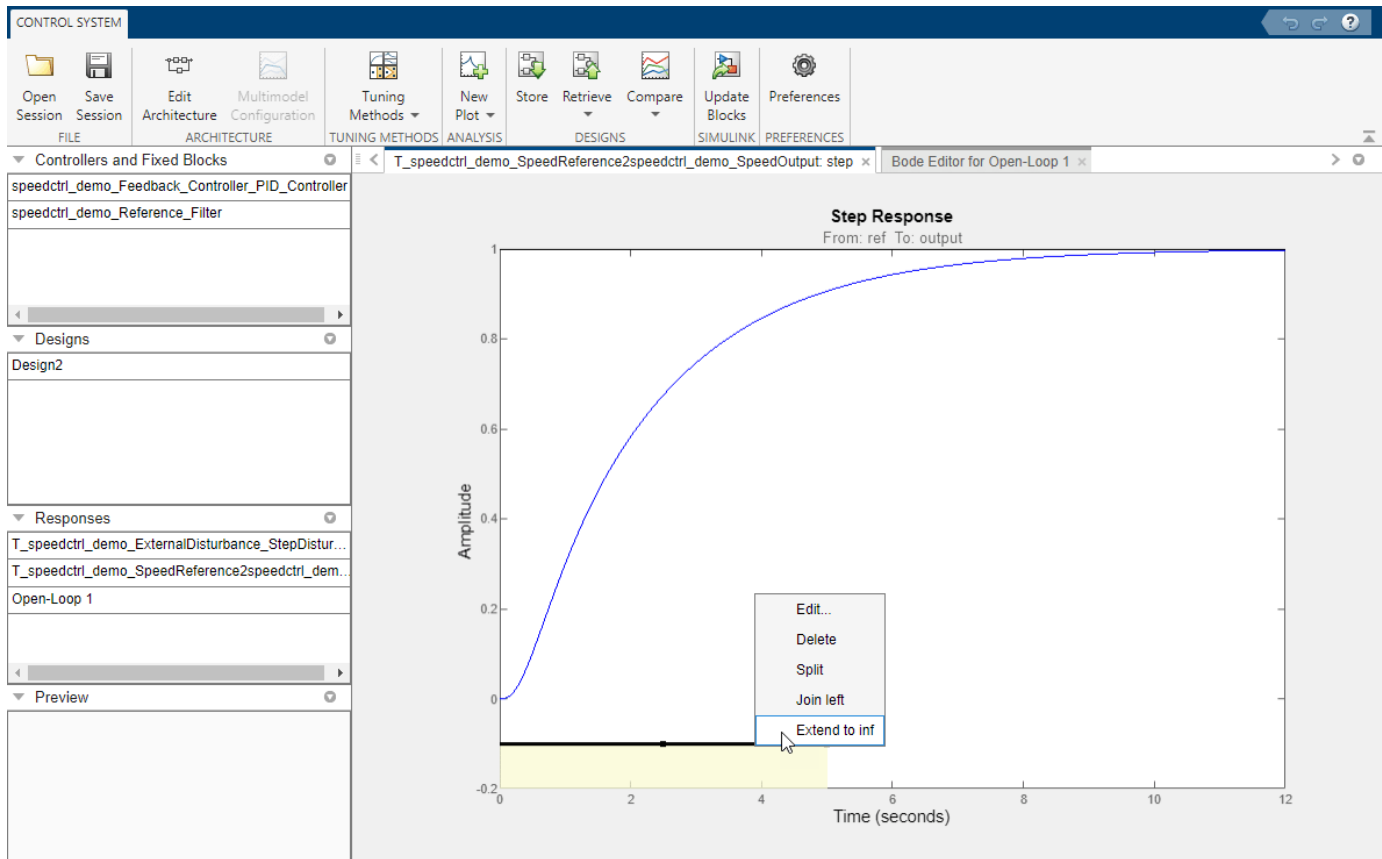 CONTROL SYSTEM
?
Open Session
Save Session
Edit Architecture
Multimodel Configuration
Tuning Methods
New Plot
Store
Retrieve
Compare
Update Blocks
Preferences
FILE
ARCHITECTURE
TUNING METHODS
ANALYSIS
DESIGNS
SIMULINK
PREFERENCES
Controllers and Fixed Blocks
speedctrl_demo_Feedback_Controller_PID_Controller
speedctrl_demo_Reference_Filter
Designs
Design2
Responses
T_speedctrl_demo_ExternalDisturbance_StepDistur...
T_speedctrl_demo_SpeedReference2speedctrl_dem...
Open-Loop 1
Preview
T_speedctrl_demo_SpeedReference2speedctrl_demo_SpeedOutput: step ×
Bode Editor for Open-Loop 1 ×
Step Response
From: ref To: output
1
0.8
0.6
0.4
0.2
0
-0.2
Amplitude
Edit...
Delete
Split
Join left
Extend to inf
0 2 4 6 8 10 12
Time (seconds)